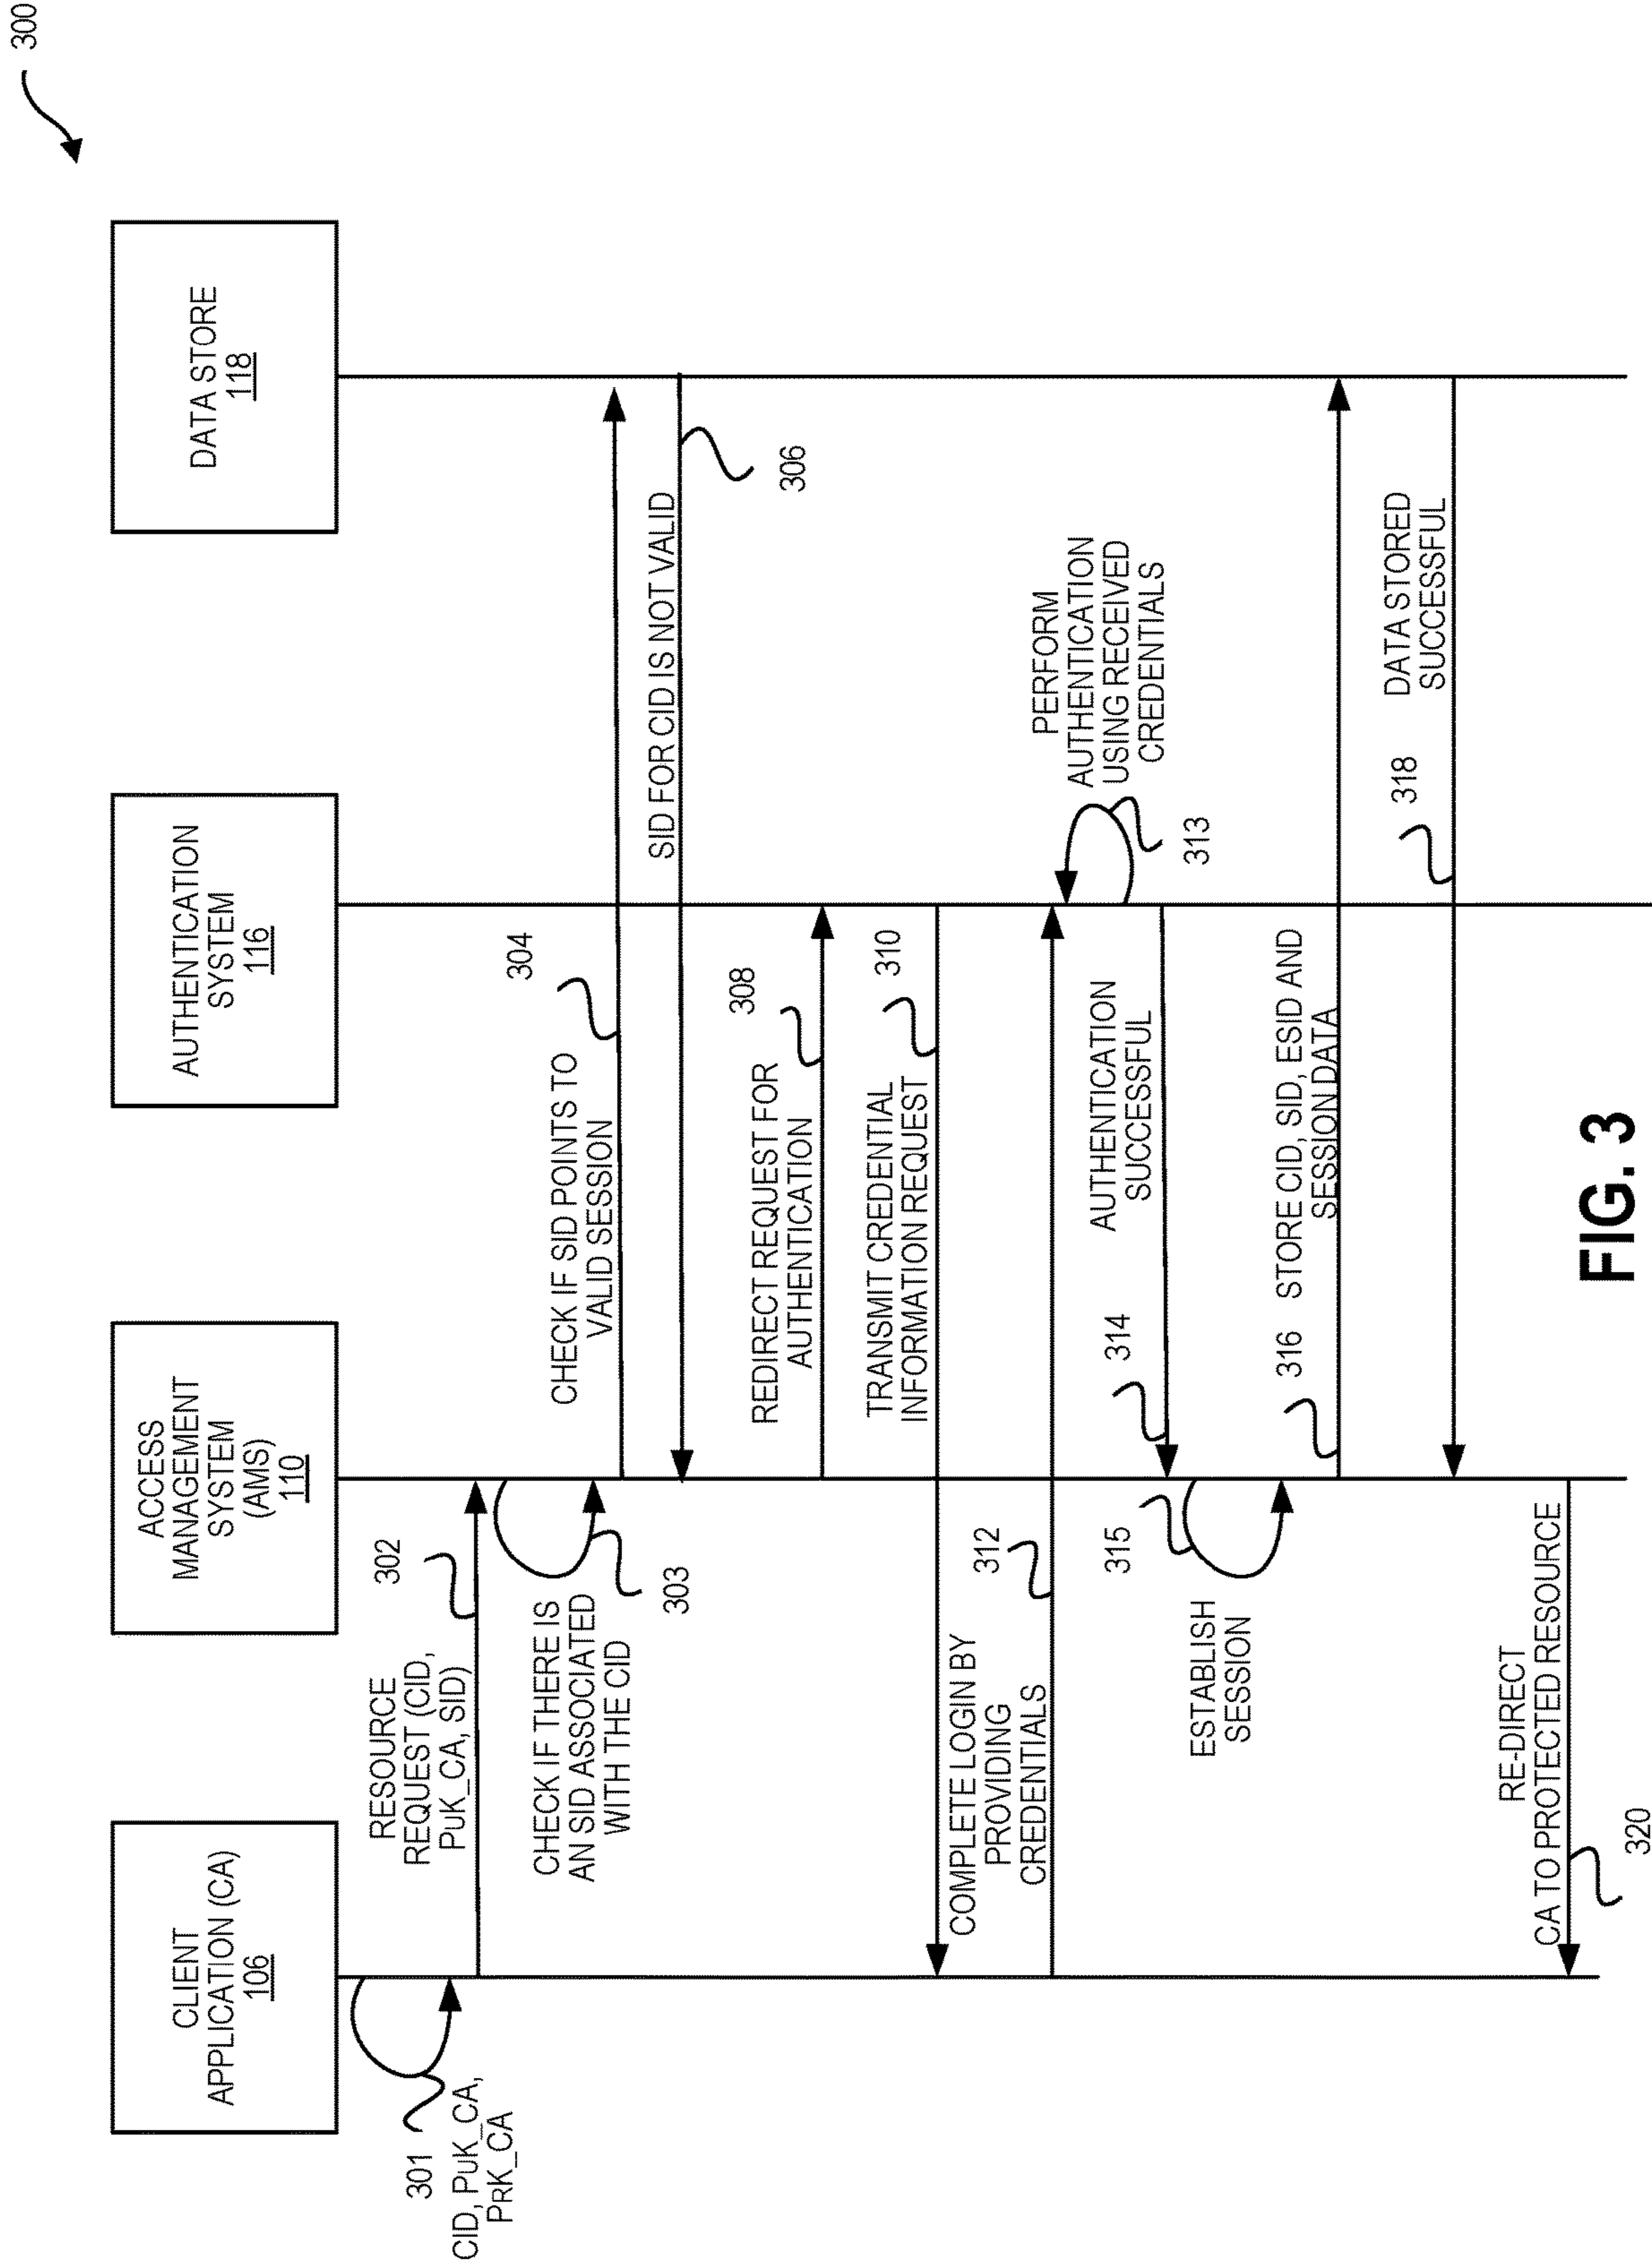 300
CLIENT
APPLICATION (CA)
106
ACCESS
MANAGEMENT
SYSTEM
(AMS)
110
AUTHENTICATION
SYSTEM
116
DATA STORE
118
301
CID, PUK_CA,
PRK_CA
RESOURCE
REQUEST (CID,
PUK_CA, SID)
302
CHECK IF THERE IS
AN SID ASSOCIATED
WITH THE CID
303
CHECK IF SID POINTS TO
VALID SESSION
304
SID FOR CID IS NOT VALID
306
REDIRECT REQUEST FOR
AUTHENTICATION
308
TRANSMIT CREDENTIAL
INFORMATION REQUEST
310
COMPLETE LOGIN BY
PROVIDING
CREDENTIALS
312
PERFORM
AUTHENTICATION
USING RECEIVED
CREDENTIALS
313
AUTHENTICATION
SUCCESSFUL
314
315
ESTABLISH
SESSION
316 STORE CID, SID, ESID AND
SESSION DATA
DATA STORED
SUCCESSFUL
318
RE-DIRECT
CA TO PROTECTED RESOURCE
320
FIG. 3